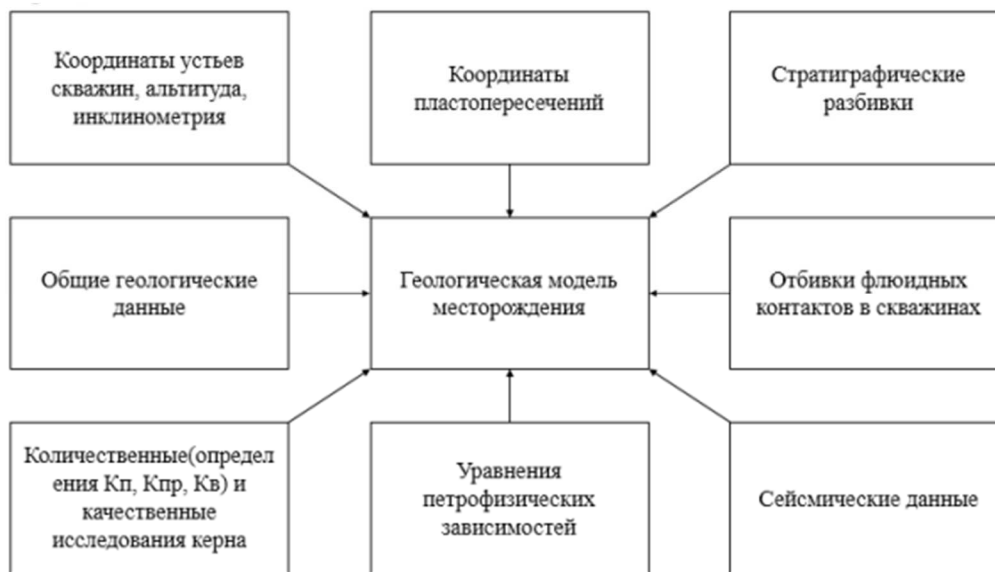 Координаты устьев
скважин, альтитуда,
инклинометрия
Координаты
пластопересечений
Стратиграфические
разбивки
Общие геологические
данные
Геологическая модель
месторождения
Отбивки флюидных
контактов в скважинах
Количественные(определ
ения Кп, Кпр, Кв) и
качественные
исследования керна
Уравнения
петрофизических
зависимостей
Сейсмические данные